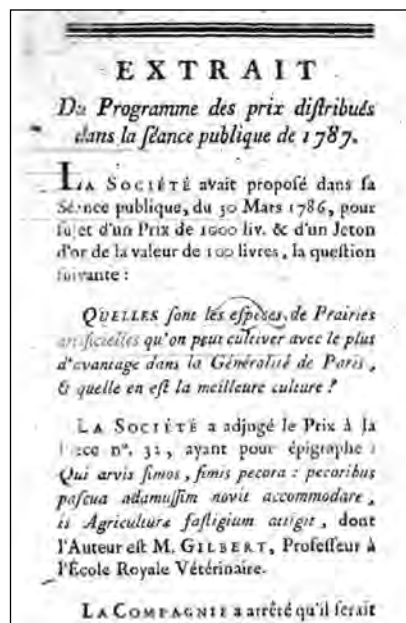 EXTRAIT
Du Programme des prix diſtribués
dans la ſéance publique de 1787.
LA SOCIÉTÉ avait propoſé dans ſa
Séance publique, du 30 Mars 1786, pour
ſujet d'un Prix de 1000 liv. & d'un Jeton
d'or de la valeur de 100 livres, la queſtion
ſuivante :
QUELLES ſont les eſpèces de Prairies
artificielles qu'on peut cultiver avec le plus
d'avantage dans la Généralité de Paris,
& quelle en eſt la meilleure culture ?
LA SOCIÉTÉ a adjugé le Prix à la
Piece n°. 32, ayant pour épigraphe :
Qui arvis ſimos, ſimis pecora : pecoribus
paſcua adamuſſim novit accommodare,
is Agriculturæ faſtigium attigit, dont
l'Auteur eſt M. GILBERT, Profeſſeur à
l'École Royale Vétérinaire.
LA COMPAGNIE a arrêté qu'il ſerait